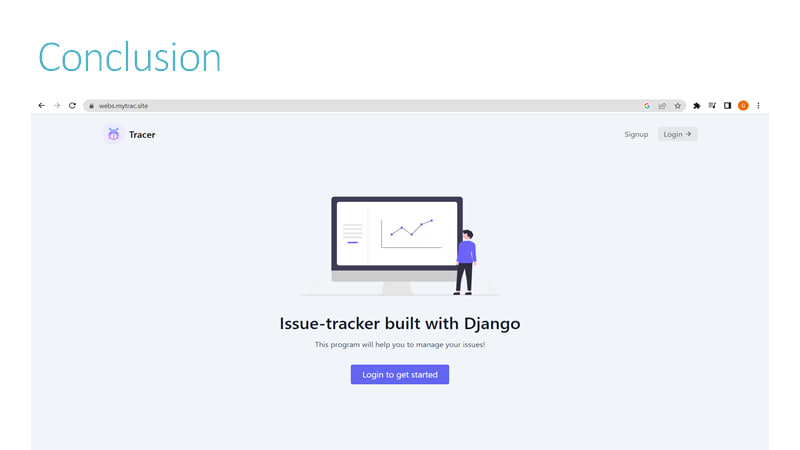 Conclusion
webs.mytrac.site
G
Tracer
Signup
Login →
Issue-tracker built with Django
This program will help you to manage your issues!
Login to get started